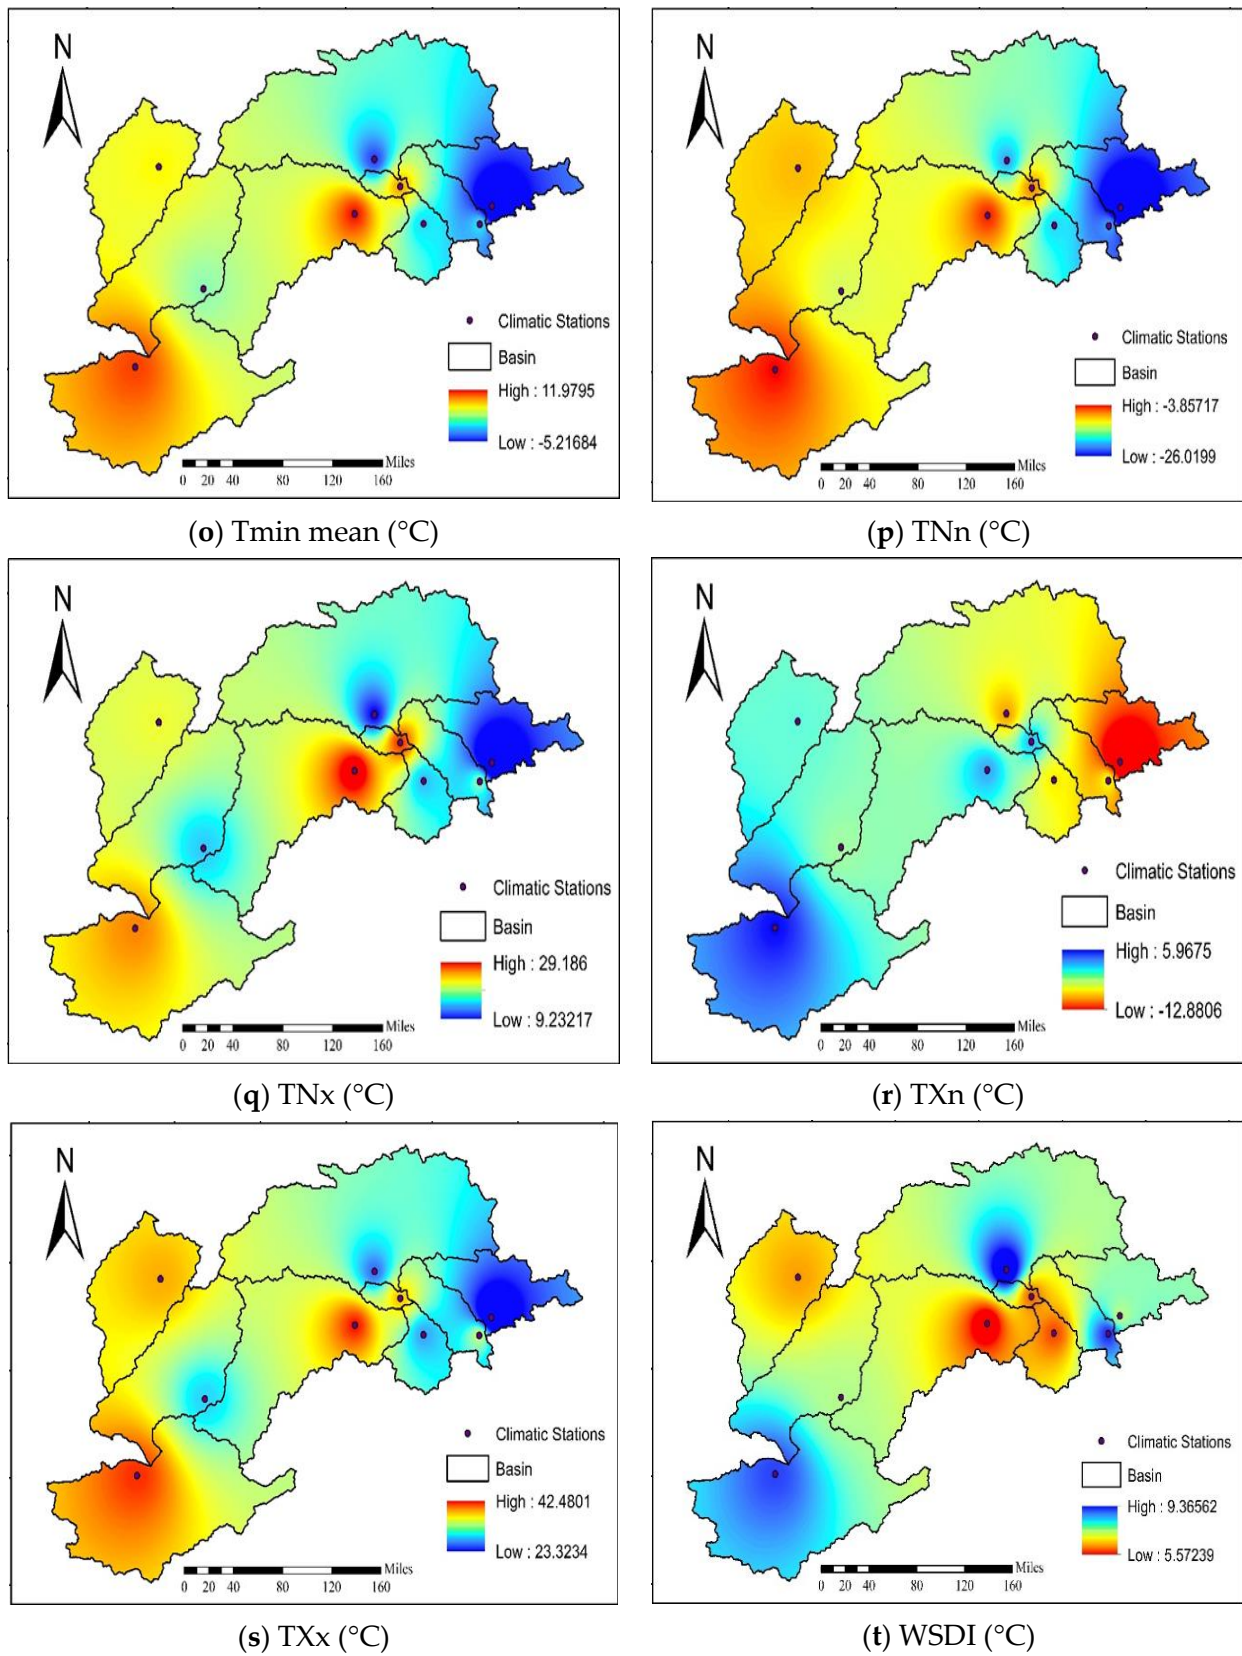 N
Climatic Stations
Basin
High : 11.9795
Low : -5.21684
Miles
0 20 40 80 120 160
(o) Tmin mean (°C)
N
Climatic Stations
Basin
High : -3.85717
Low : -26.0199
Miles
0 20 40 80 120 160
(p) TNn (°C)
N
Climatic Stations
Basin
High : 29.186
Low : 9.23217
Miles
0 20 40 80 120 160
(q) TNx (°C)
N
Climatic Stations
Basin
High : 5.9675
Low : -12.8806
Miles
0 20 40 80 120 160
(r) TXn (°C)
N
Climatic Stations
Basin
High : 42.4801
Low : 23.3234
Miles
0 20 40 80 120 160
(s) TXx (°C)
N
Climatic Stations
Basin
High : 9.36562
Low : 5.57239
Miles
0 20 40 80 120 160
(t) WSDI (°C)